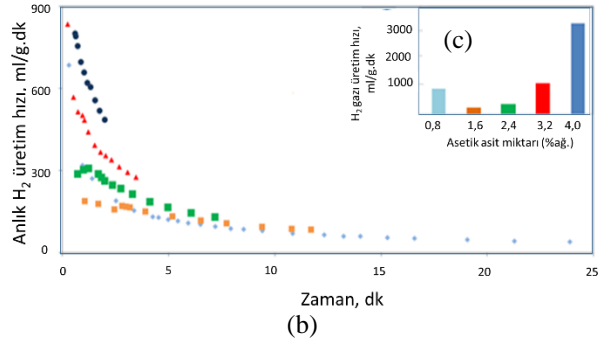 900
600
300
0
Anlık H2 üretim hızı. ml/g.dk
0 5 10 15 20 25
Zaman, dk
(b)
(c)
3000
2000
1000
H2 gazı üretim hızı,
ml/g.dk
0,8 1,6 2,4 3,2 4,0
Asetik asit miktarı (%ağ.)